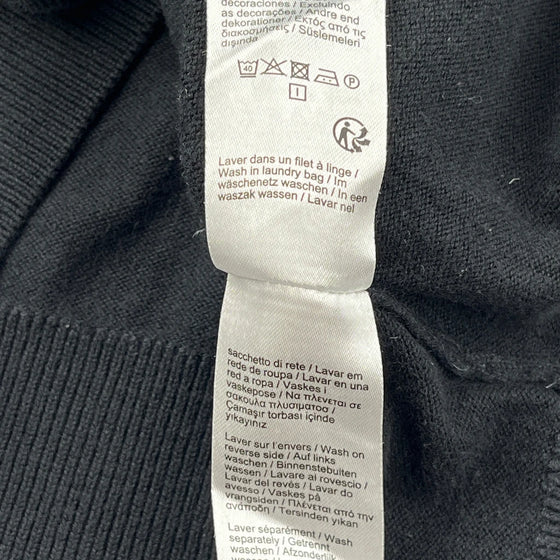 décorations / Excluindo
as decorações / Andre end
dekorationer / Εκτός από τις
διακοσμήσεις / Süslemeleri
dışında
40
P
I
Laver dans un filet à linge /
Wash in laundry bag / Im
wäschenetz waschen / In een
waszak wassen / Lavar nel
sacchetto di rete / Lavar em
rede de roupa / Lavar en una
red a ropa / Vaskes i
vaskepose / Να πλένεται σε
σακούλα πλυσίματος /
Çamaşır torbası içinde
yıkayınız
Laver sur l'envers / Wash on
reverse side / Auf links
waschen / Binnenstebuiten
wassen / Lavare ai rovescio /
Lavar del revés / Lavar do
avesso / Vaskes på
vrangsiden / Πλένεται από την
ανάποδη / Tersinden yıkan
Laver séparément / Wash
separately / Getrennt
waschen / Afzonderlijk